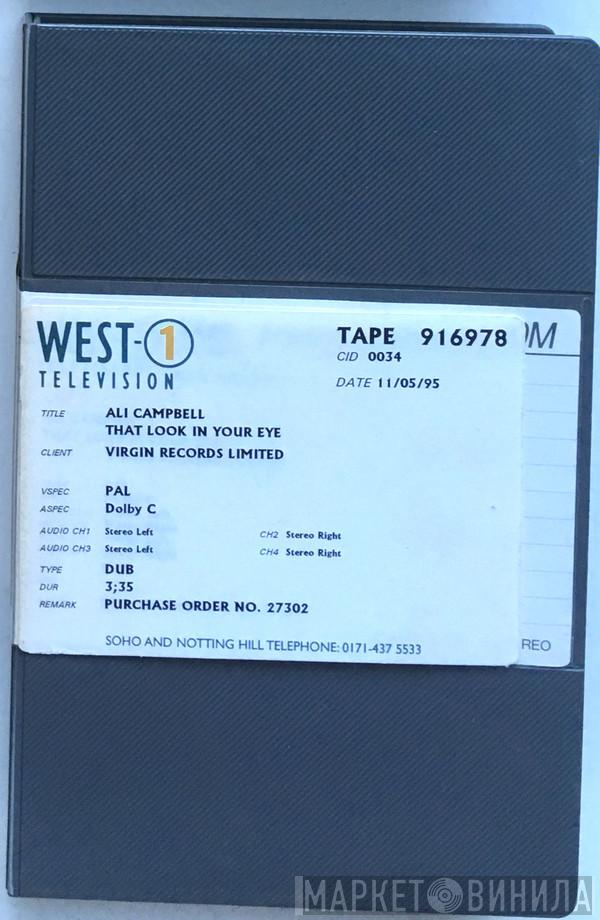 WEST-1
TELEVISION
TAPE 916978
CID 0034
DATE 11/05/95
TITLE ALI CAMPBELL
THAT LOOK IN YOUR EYE
CLIENT VIRGIN RECORDS LIMITED
VSPEC PAL
ASPEC Dolby C
AUDIO CH1 Stereo Left CH2 Stereo Right
AUDIO CH3 Stereo Left CH4 Stereo Right
TYPE DUB
DUR 3;35
REMARK PURCHASE ORDER NO. 27302
SOHO AND NOTTING HILL TELEPHONE: 0171-437 5533
REO
МАРКЕТ ВИНИЛА